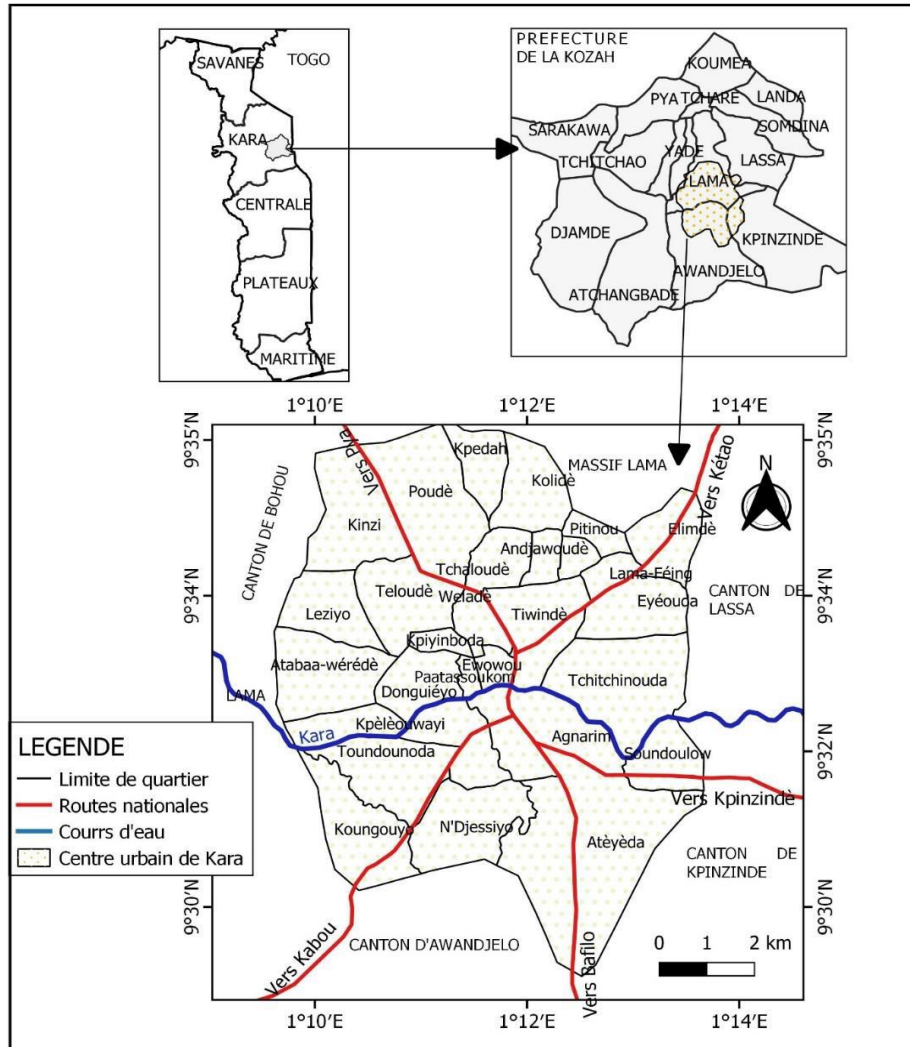 SAVANES
TOGO
KARA
CENTRALE
PLATEAUX
MARITIME
PREFECTURE
DE LA KOZAH
KOUMEA
PYA
TCHARE
LANDA
SARAKAWA
SOMDINA
TCHITCHAO
YADE
LASSA
LAMA
DJAMDE
KPINZINDE
AWANDJELO
ATCHANGBADE
1°10'E
1°12'E
1°14'E
9°35'N
9°35'N
Vers Pya
Kpedah
MASSIF LAMA
Vers Kétao
N
Kolidè
Poudè
Kinzi
Pitinou
Elimdè
CANTON DE BOHOU
Andjawoudè
Tchaloudè
Lama-Féing
9°34'N
9°34'N
Teloudè
Weladè
Tiwindè
Eyéouda
CANTON DE
LASSA
Leziyo
Kpiyinboda
Atabaa-wérédè
Ewowou
Paatassoukom
Donguiéyo
Tchitchinouda
LAMA
Kara
Kpèlèouwayi
Agnarim
Toundounoda
Soundoulow
9°32'N
9°32'N
Vers Kpinzindè
Koungouyo
N'Djessiyo
Atèyèda
CANTON DE
KPINZINDE
9°30'N
9°30'N
Vers Kabou
CANTON D'AWANDJELO
Vers Bafilo
0 1 2 km
1°10'E
1°12'E
1°14'E
LEGENDE
Limite de quartier
Routes nationales
Courrs d'eau
Centre urbain de Kara